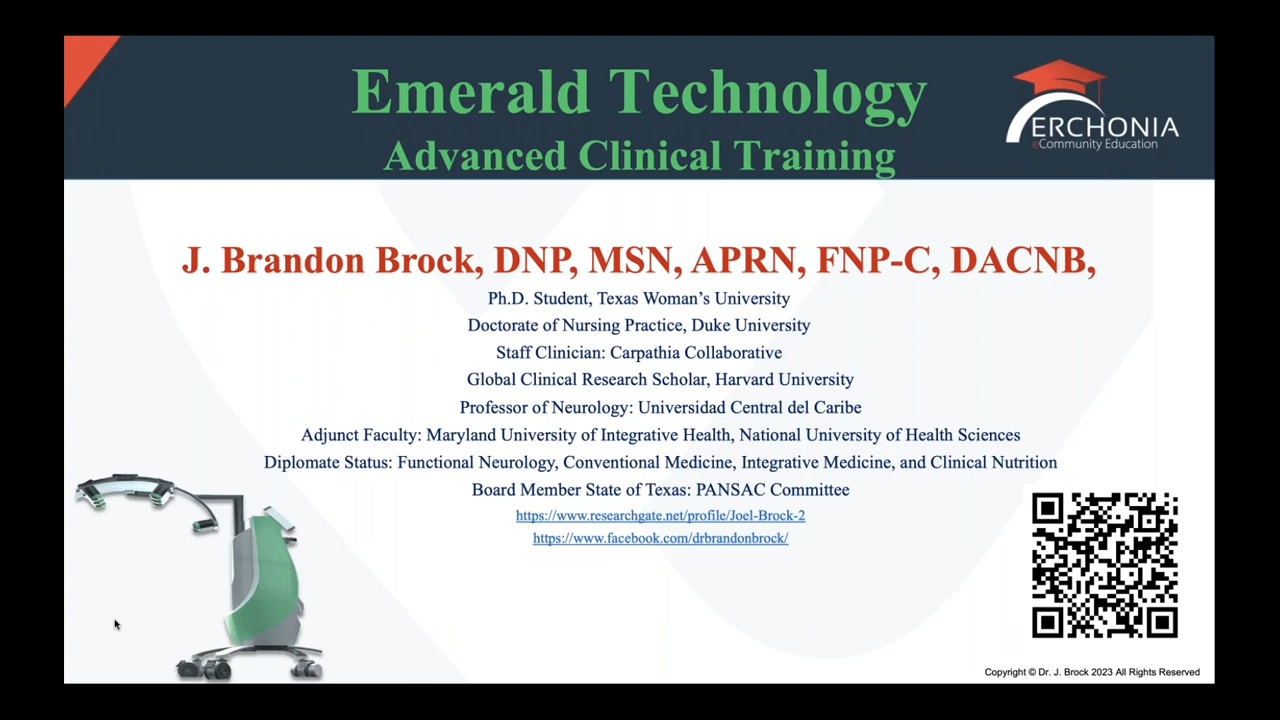 Emerald Technology
Advanced Clinical Training
ERCHONIA
eCommunity Education
J. Brandon Brock, DNP, MSN, APRN, FNP-C, DACNB,
Ph.D. Student, Texas Woman’s University
Doctorate of Nursing Practice, Duke University
Staff Clinician: Carpathia Collaborative
Global Clinical Research Scholar, Harvard University
Professor of Neurology: Universidad Central del Caribe
Adjunct Faculty: Maryland University of Integrative Health, National University of Health Sciences
Diplomate Status: Functional Neurology, Conventional Medicine, Integrative Medicine, and Clinical Nutrition
Board Member State of Texas: PANSAC Committee
https://www.researchgate.net/profile/Joel-Brock-2
https://www.facebook.com/drbrandonbrock/
Copyright © Dr. J. Brock 2023 All Rights Reserved